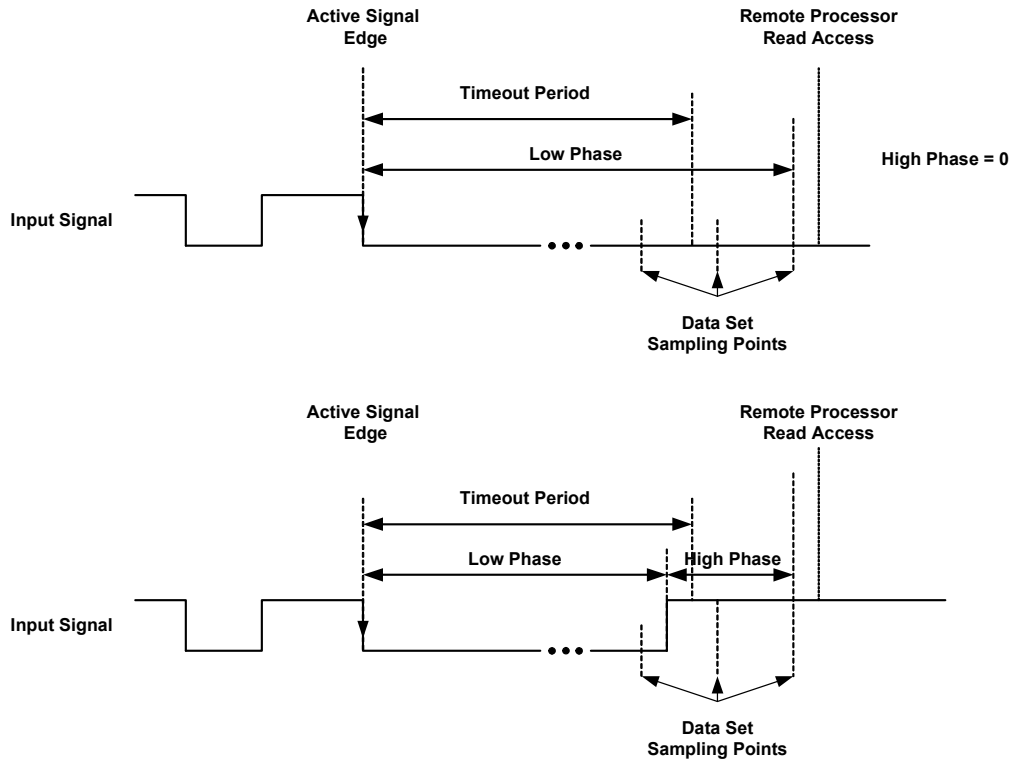 Active Signal
Edge
Remote Processor
Read Access
Timeout Period
Low Phase
High Phase = 0
Input Signal
Data Set
Sampling Points
Active Signal
Edge
Remote Processor
Read Access
Timeout Period
Low Phase
High Phase
Input Signal
Data Set
Sampling Points